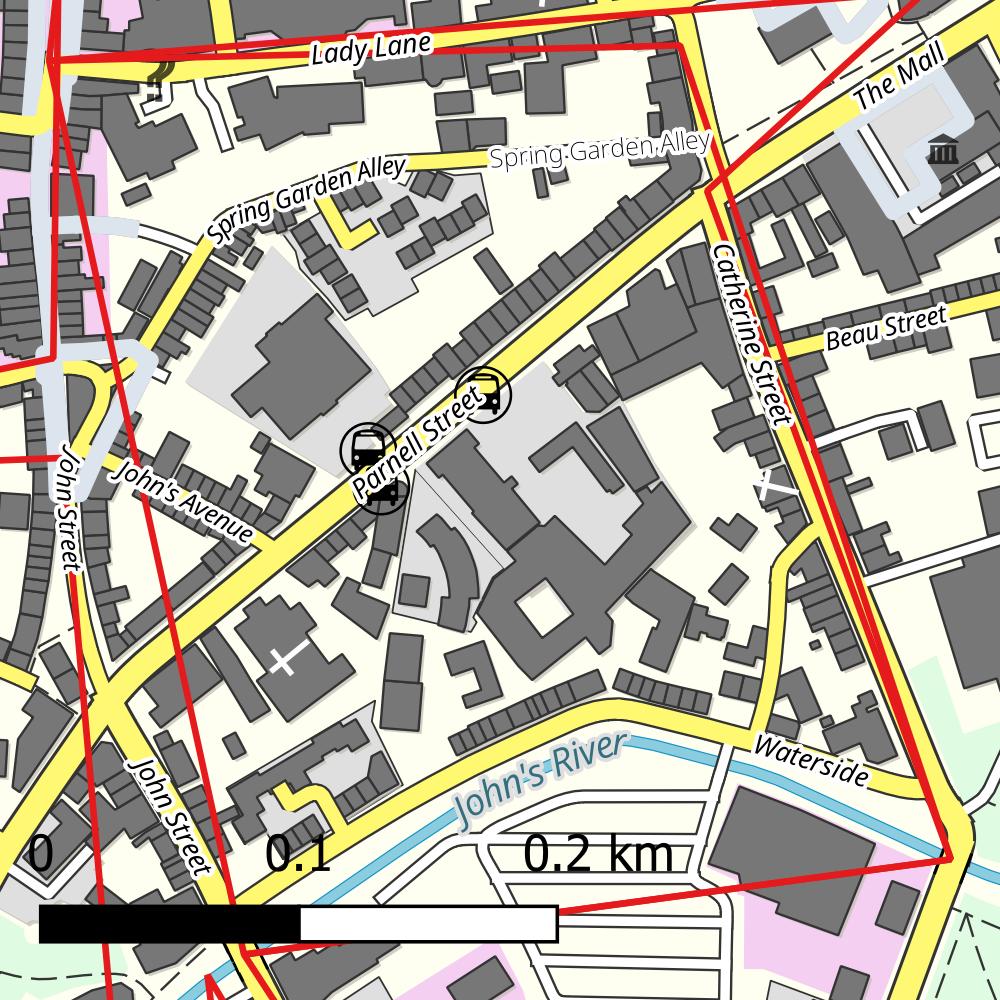 Lady Lane
The Mall
Spring Garden Alley
Spring Garden Alley
Catherine Street
Beau Street
Parnell Street
John Street
John's Avenue
John's River
Waterside
John Street
0 0.1 0.2 km